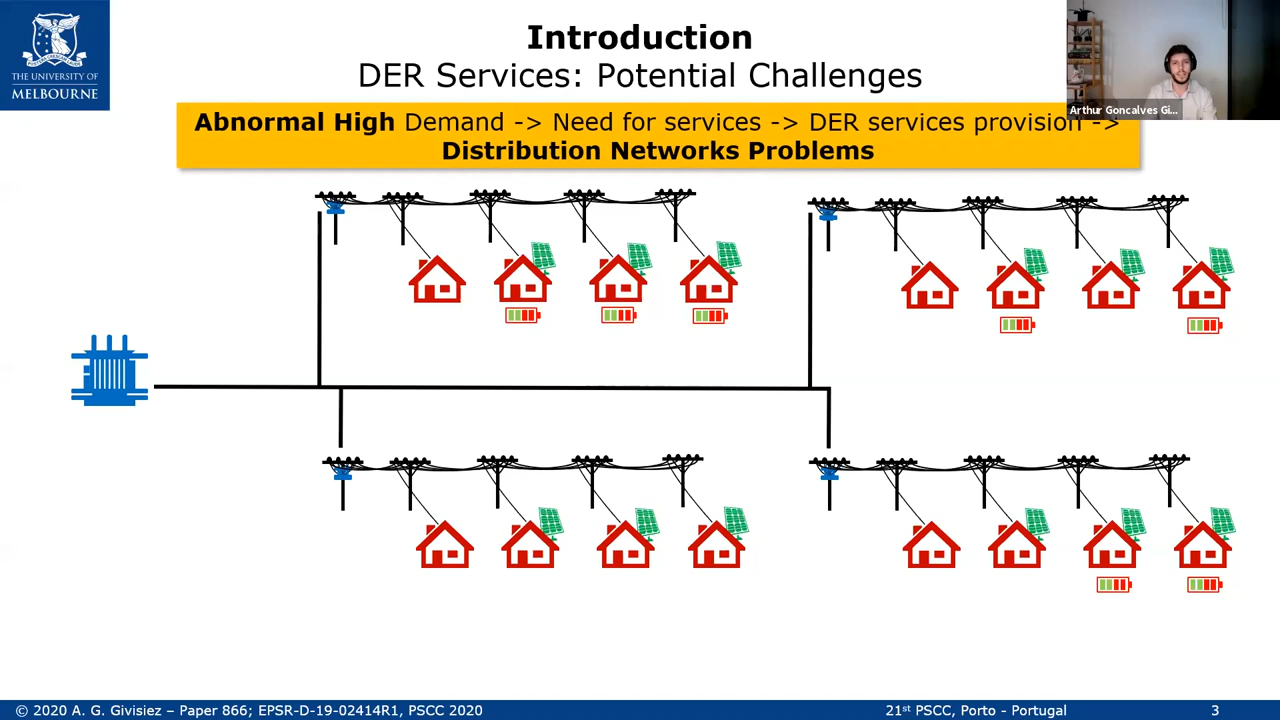 THE UNIVERSITY OF
MELBOURNE
Introduction
DER Services: Potential Challenges
Abnormal High Demand -> Need for services -> DER services provision ->
Distribution Networks Problems
Arthur Goncalves Gi...
© 2020 A. G. Givisiez – Paper 866; EPSR-D-19-02414R1, PSCC 2020
21st PSCC, Porto - Portugal
3